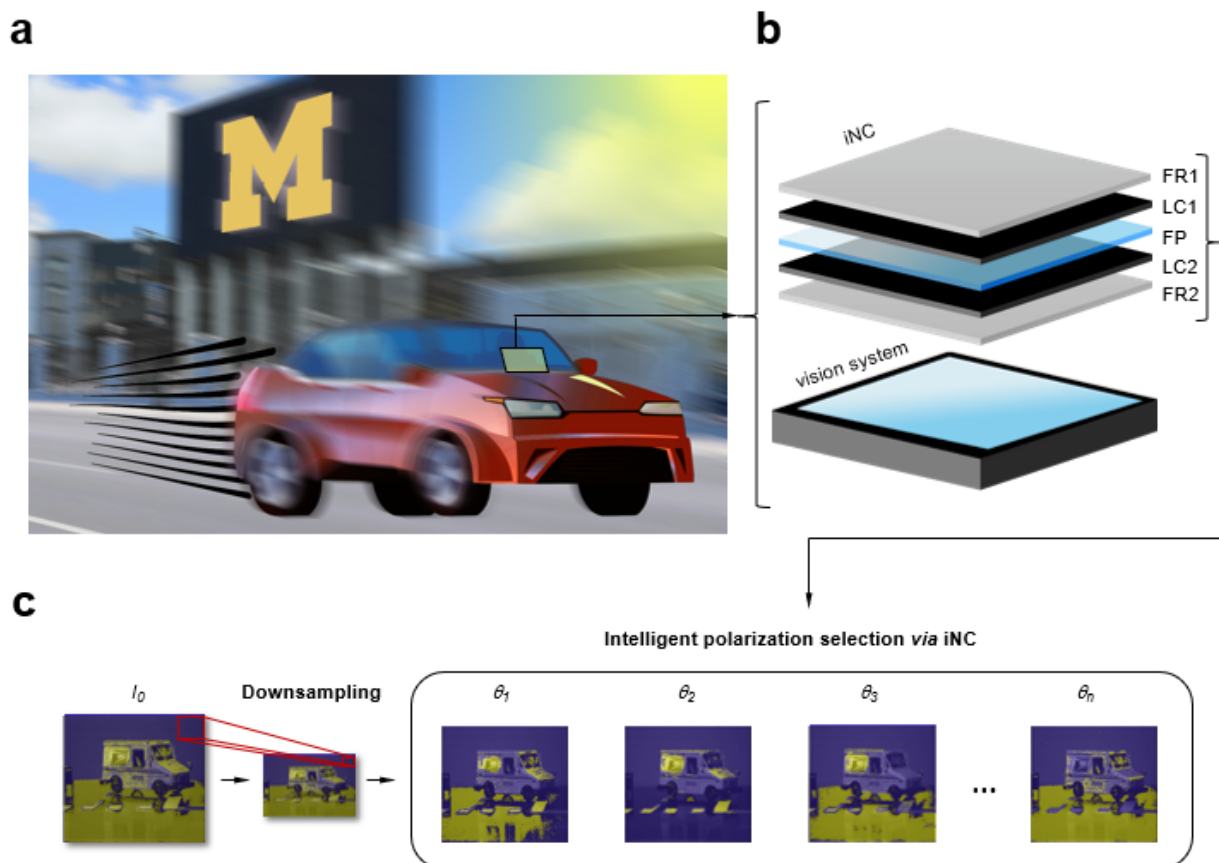 a
b
M
iNC
FR1
LC1
FP
LC2
FR2
vision system
c
Intelligent polarization selection via iNC
I₀
Downsampling
θ₁
θ₂
θ₃
...
θₙ